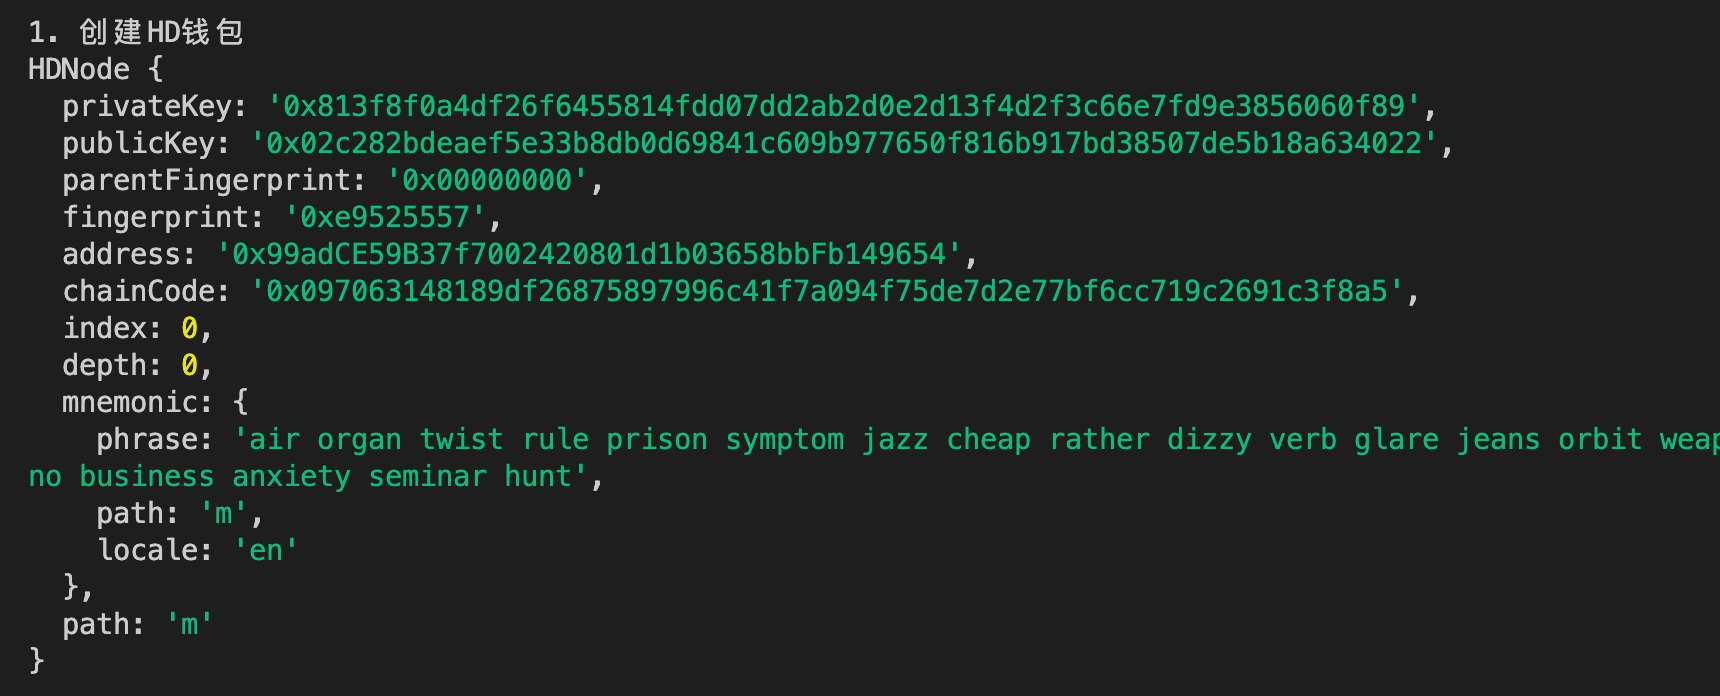 1. 创建HD钱包
HDNode {
privateKey: '0x813f8f0a4df26f6455814fdd07dd2ab2d0e2d13f4d2f3c66e7fd9e3856060f89',
publicKey: '0x02c282bdeaef5e33b8db0d69841c609b977650f816b917bd38507de5b18a634022',
parentFingerprint: '0x00000000',
fingerprint: '0xe9525557',
address: '0x99adCE59B37f7002420801d1b03658bbFb149654',
chainCode: '0x097063148189df26875897996c41f7a094f75de7d2e77bf6cc719c2691c3f8a5',
index: 0,
depth: 0,
mnemonic: {
phrase: 'air organ twist rule prison symptom jazz cheap rather dizzy verb glare jeans orbit weap
no business anxiety seminar hunt',
path: 'm',
locale: 'en'
},
path: 'm'
}